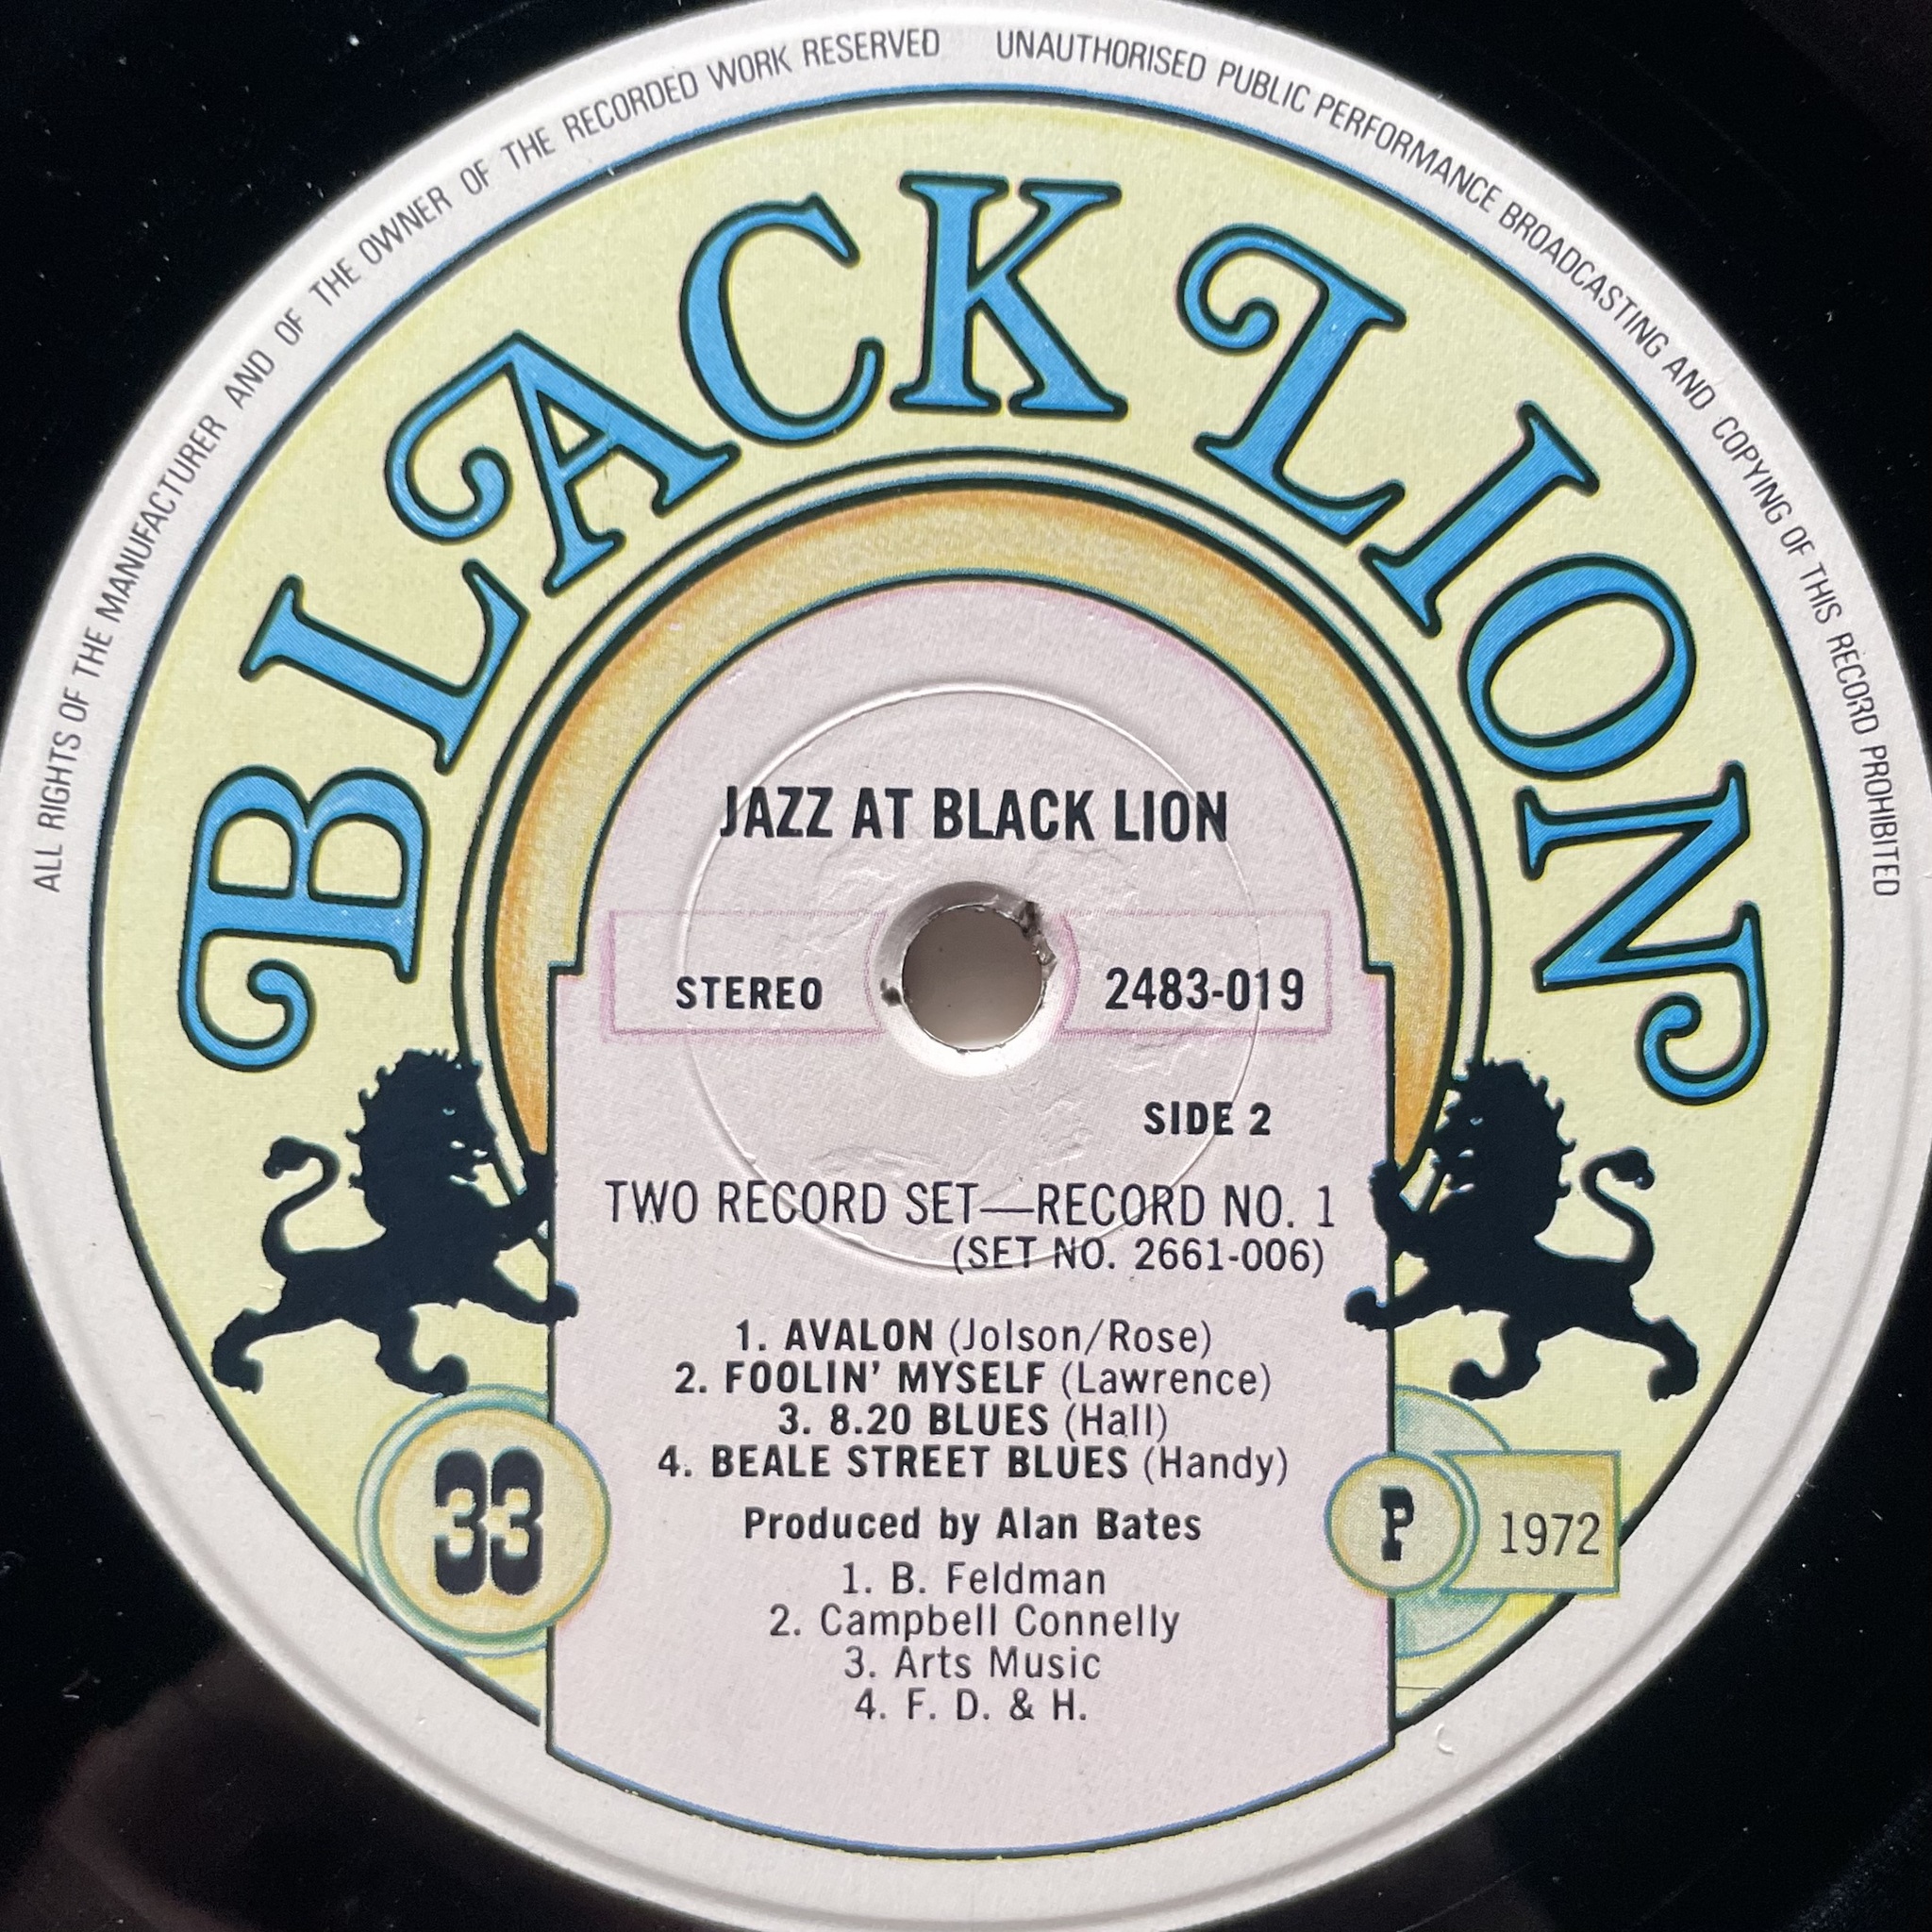 ALL RIGHTS OF THE MANUFACTURER AND OF THE OWNER OF THE RECORDED WORK RESERVED UNAUTHORISED PUBLIC PERFORMANCE BROADCASTING AND COPYING OF THIS RECORD PROHIBITED
BLACK LION
JAZZ AT BLACK LION
STEREO 2483-019
SIDE 2
TWO RECORD SET—RECORD NO. 1
(SET NO. 2661-006)
1. AVALON (Jolson/Rose)
2. FOOLIN' MYSELF (Lawrence)
3. 8.20 BLUES (Hall)
4. BEALE STREET BLUES (Handy)
33
Produced by Alan Bates
P 1972
1. B. Feldman
2. Campbell Connelly
3. Arts Music
4. F. D. & H.